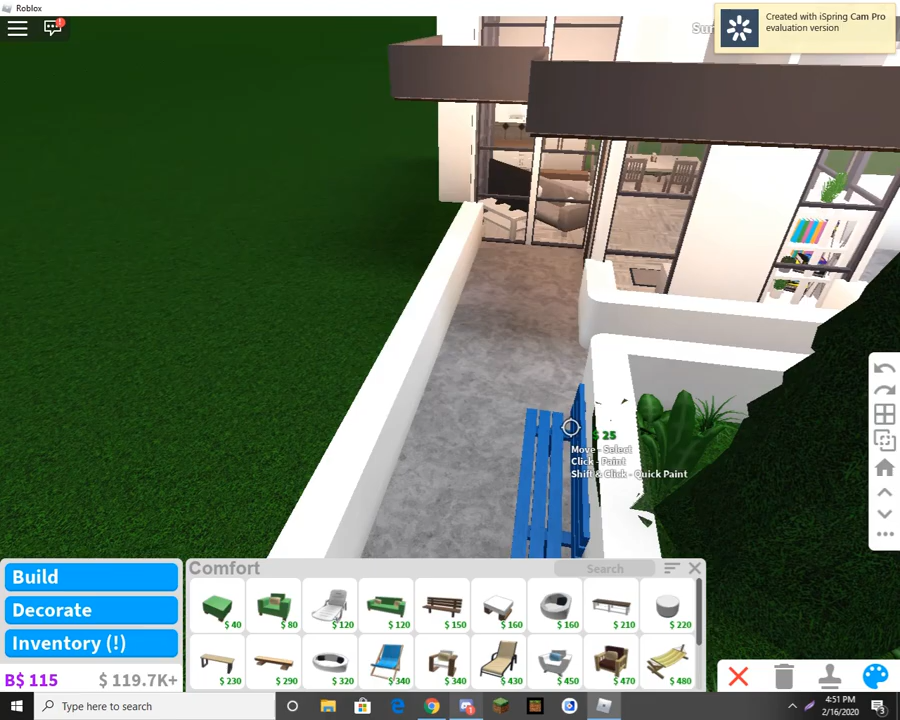 Roblox
Created with iSpring Cam Pro
evaluation version
$ 25
Move - Select
Click - Paint
Shift & Click - Quick Paint
Build
Decorate
Inventory (!)
B$ 115
$ 119.7K+
Comfort
Search
$ 40
$ 80
$ 120
$ 120
$ 150
$ 160
$ 160
$ 210
$ 220
$ 230
$ 290
$ 320
$ 340
$ 340
$ 430
$ 450
$ 470
$ 480
Type here to search
4:51 PM
2/16/2020
3